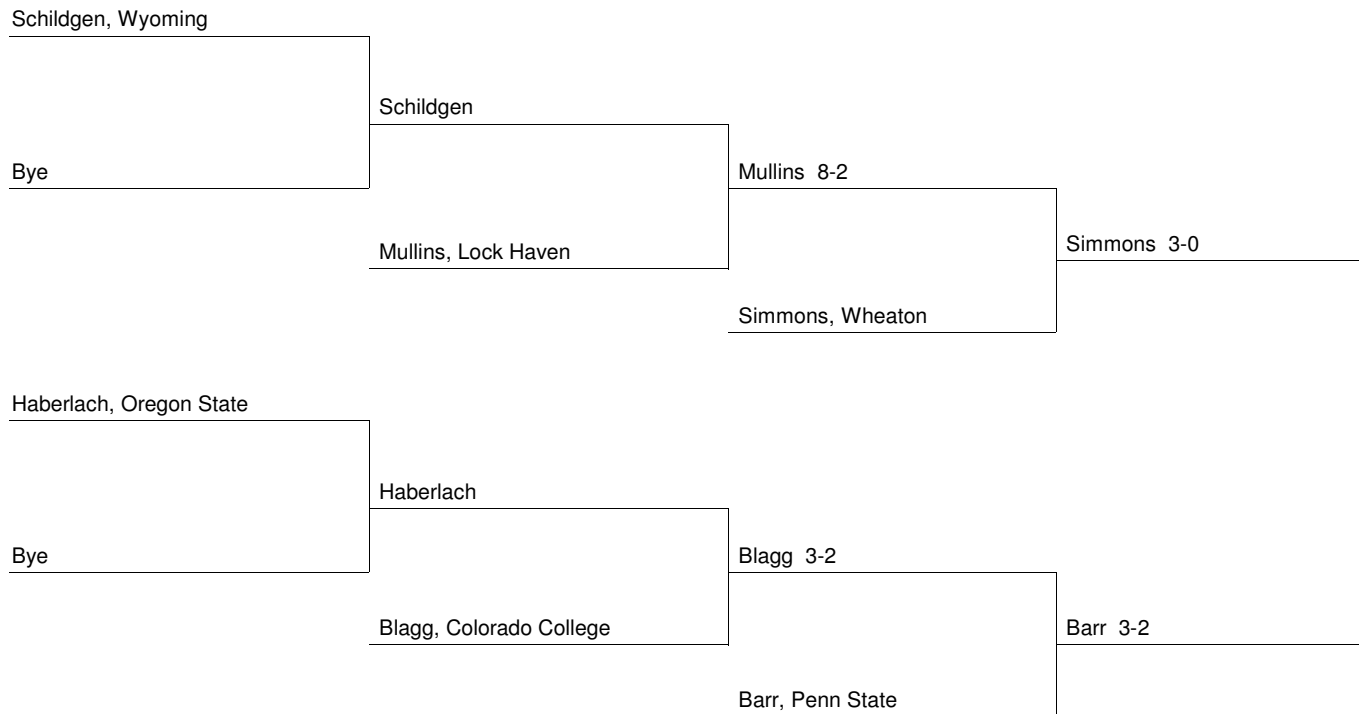 Schildgen, Wyoming
Schildgen
Bye
Mullins 8-2
Mullins, Lock Haven
Simmons 3-0
Simmons, Wheaton
Haberlach, Oregon State
Haberlach
Bye
Blagg 3-2
Blagg, Colorado College
Barr 3-2
Barr, Penn State